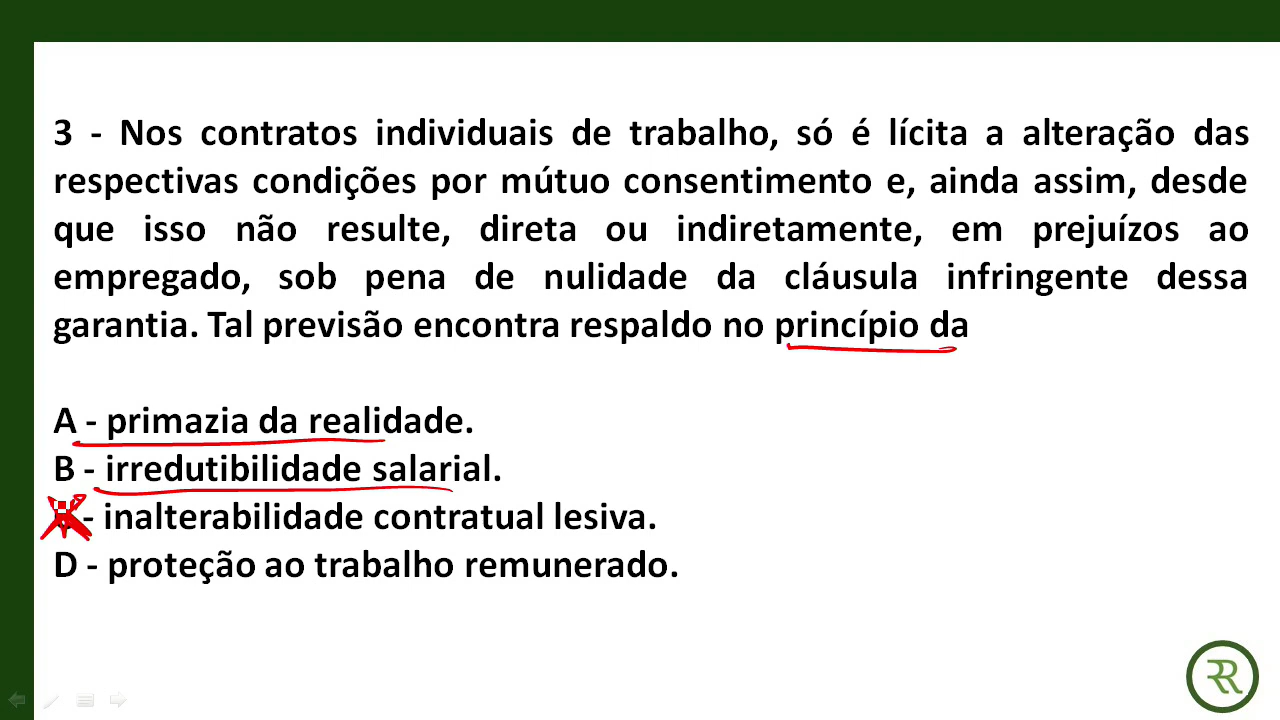 3 - Nos contratos individuais de trabalho, só é lícita a alteração das
respectivas condições por mútuo consentimento e, ainda assim, desde
que isso não resulte, direta ou indiretamente, em prejuízos ao
empregado, sob pena de nulidade da cláusula infringente dessa
garantia. Tal previsão encontra respaldo no princípio da
A - primazia da realidade.
B - irredutibilidade salarial.
- inalterabilidade contratual lesiva.
D - proteção ao trabalho remunerado.